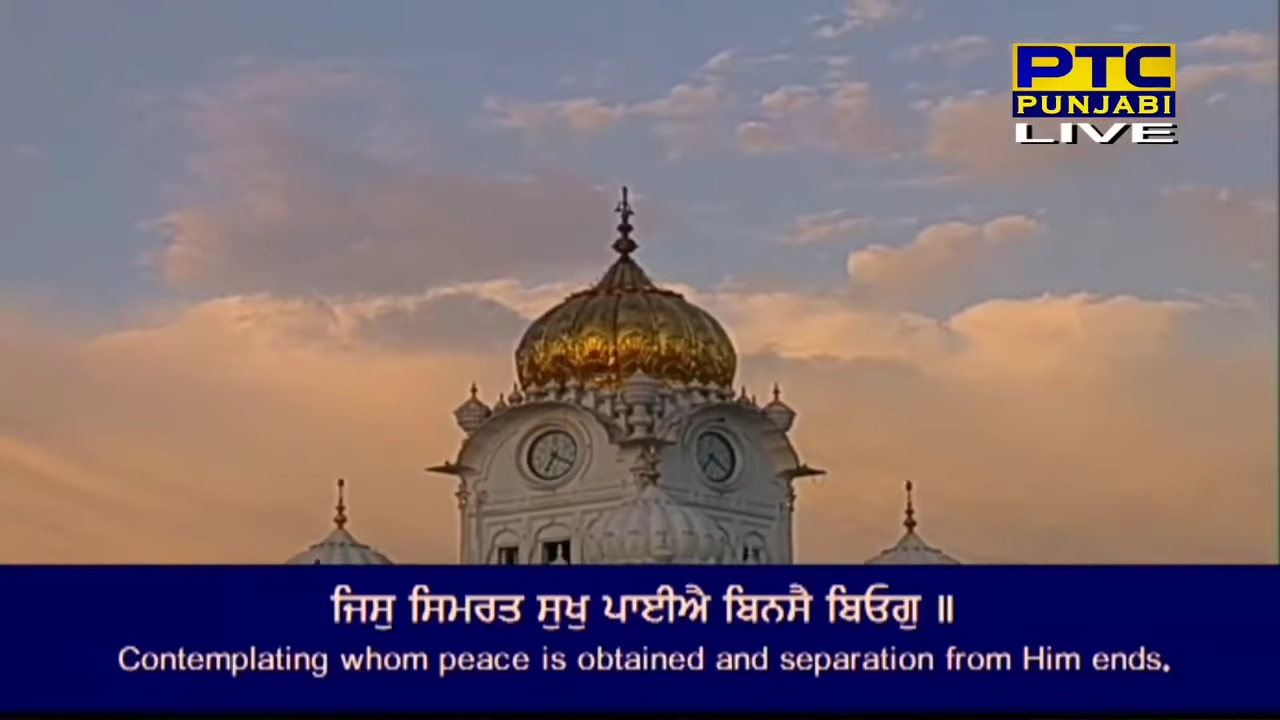 PTC
PUNJABI
LIVE
ਜਿਸੁ ਸਿਮਰਤ ਸੁਖੁ ਪਾਈਐ ਬਿਨਸੈ ਬਿਓਗੁ ॥
Contemplating whom peace is obtained and separation from Him ends.